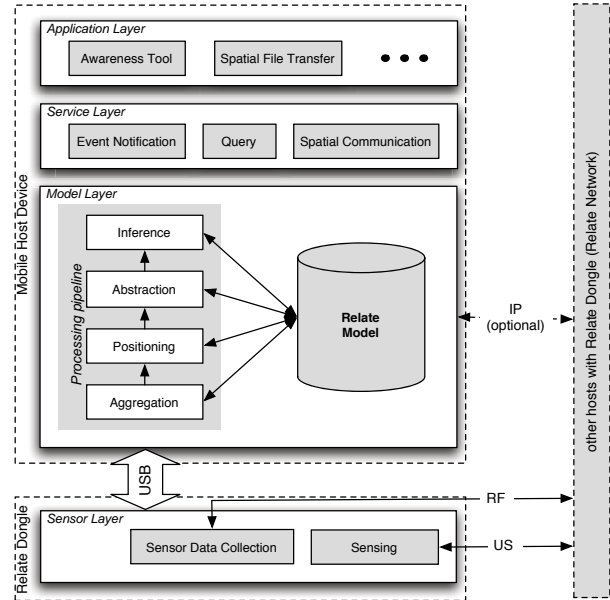 Application Layer
Awareness Tool
Spatial File Transfer
Service Layer
Event Notification
Query
Spatial Communication
Mobile Host Device
Model Layer
Processing pipeline
Inference
Abstraction
Positioning
Aggregation
Relate
Model
IP
(optional)
other hosts with Relate Dongle (Relate Network)
USB
Relate Dongle
Sensor Layer
Sensor Data Collection
Sensing
RF
US